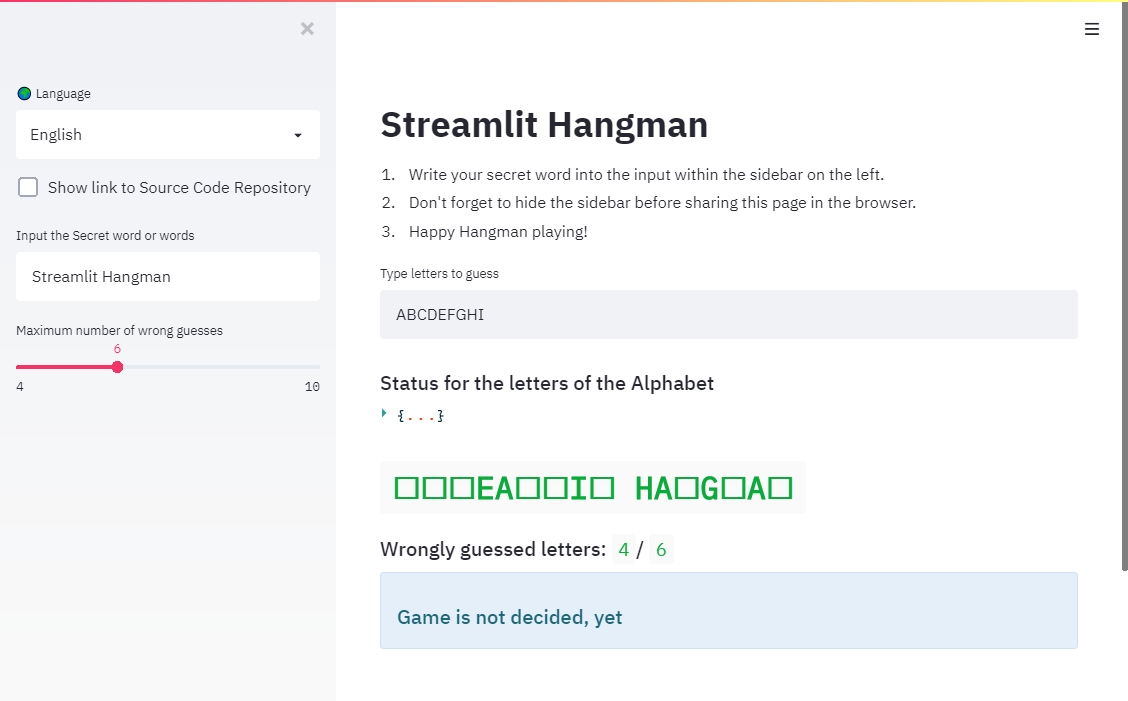 ×
Language
English
Show link to Source Code Repository
Input the Secret word or words
Streamlit Hangman
Maximum number of wrong guesses
6
4 10
Streamlit Hangman
1. Write your secret word into the input within the sidebar on the left.
2. Don't forget to hide the sidebar before sharing this page in the browser.
3. Happy Hangman playing!
Type letters to guess
ABCDEFGHI
Status for the letters of the Alphabet
{...}
□□□EA□□I□ HA□G□A□
Wrongly guessed letters: 4 / 6
Game is not decided, yet